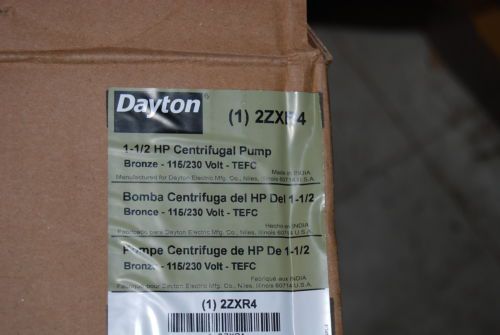 Dayton® (1) 2ZXR4
1-1/2 HP Centrifugal Pump
Bronze - 115/230 Volt - TEFC
Made in INDIA
Manufactured for Dayton Electric Mfg. Co., Niles, Illinois 60714 U.S.A.
Bomba Centrifuga del HP Del 1-1/2
Bronce - 115/230 Volt - TEFC
Hecho en INDIA
Fabricado para Dayton Electric Mfg. Co., Niles, Illinois 60714 U.S.A.
Pompe Centrifuge de HP De 1-1/2
Bronze - 115/230 Volt - TEFC
Fabriqué aux INDIA
Fabrique pour Dayton Electric Mfg. Co., Niles, Illinois 60714 U.S.A.
(1) 2ZXR4